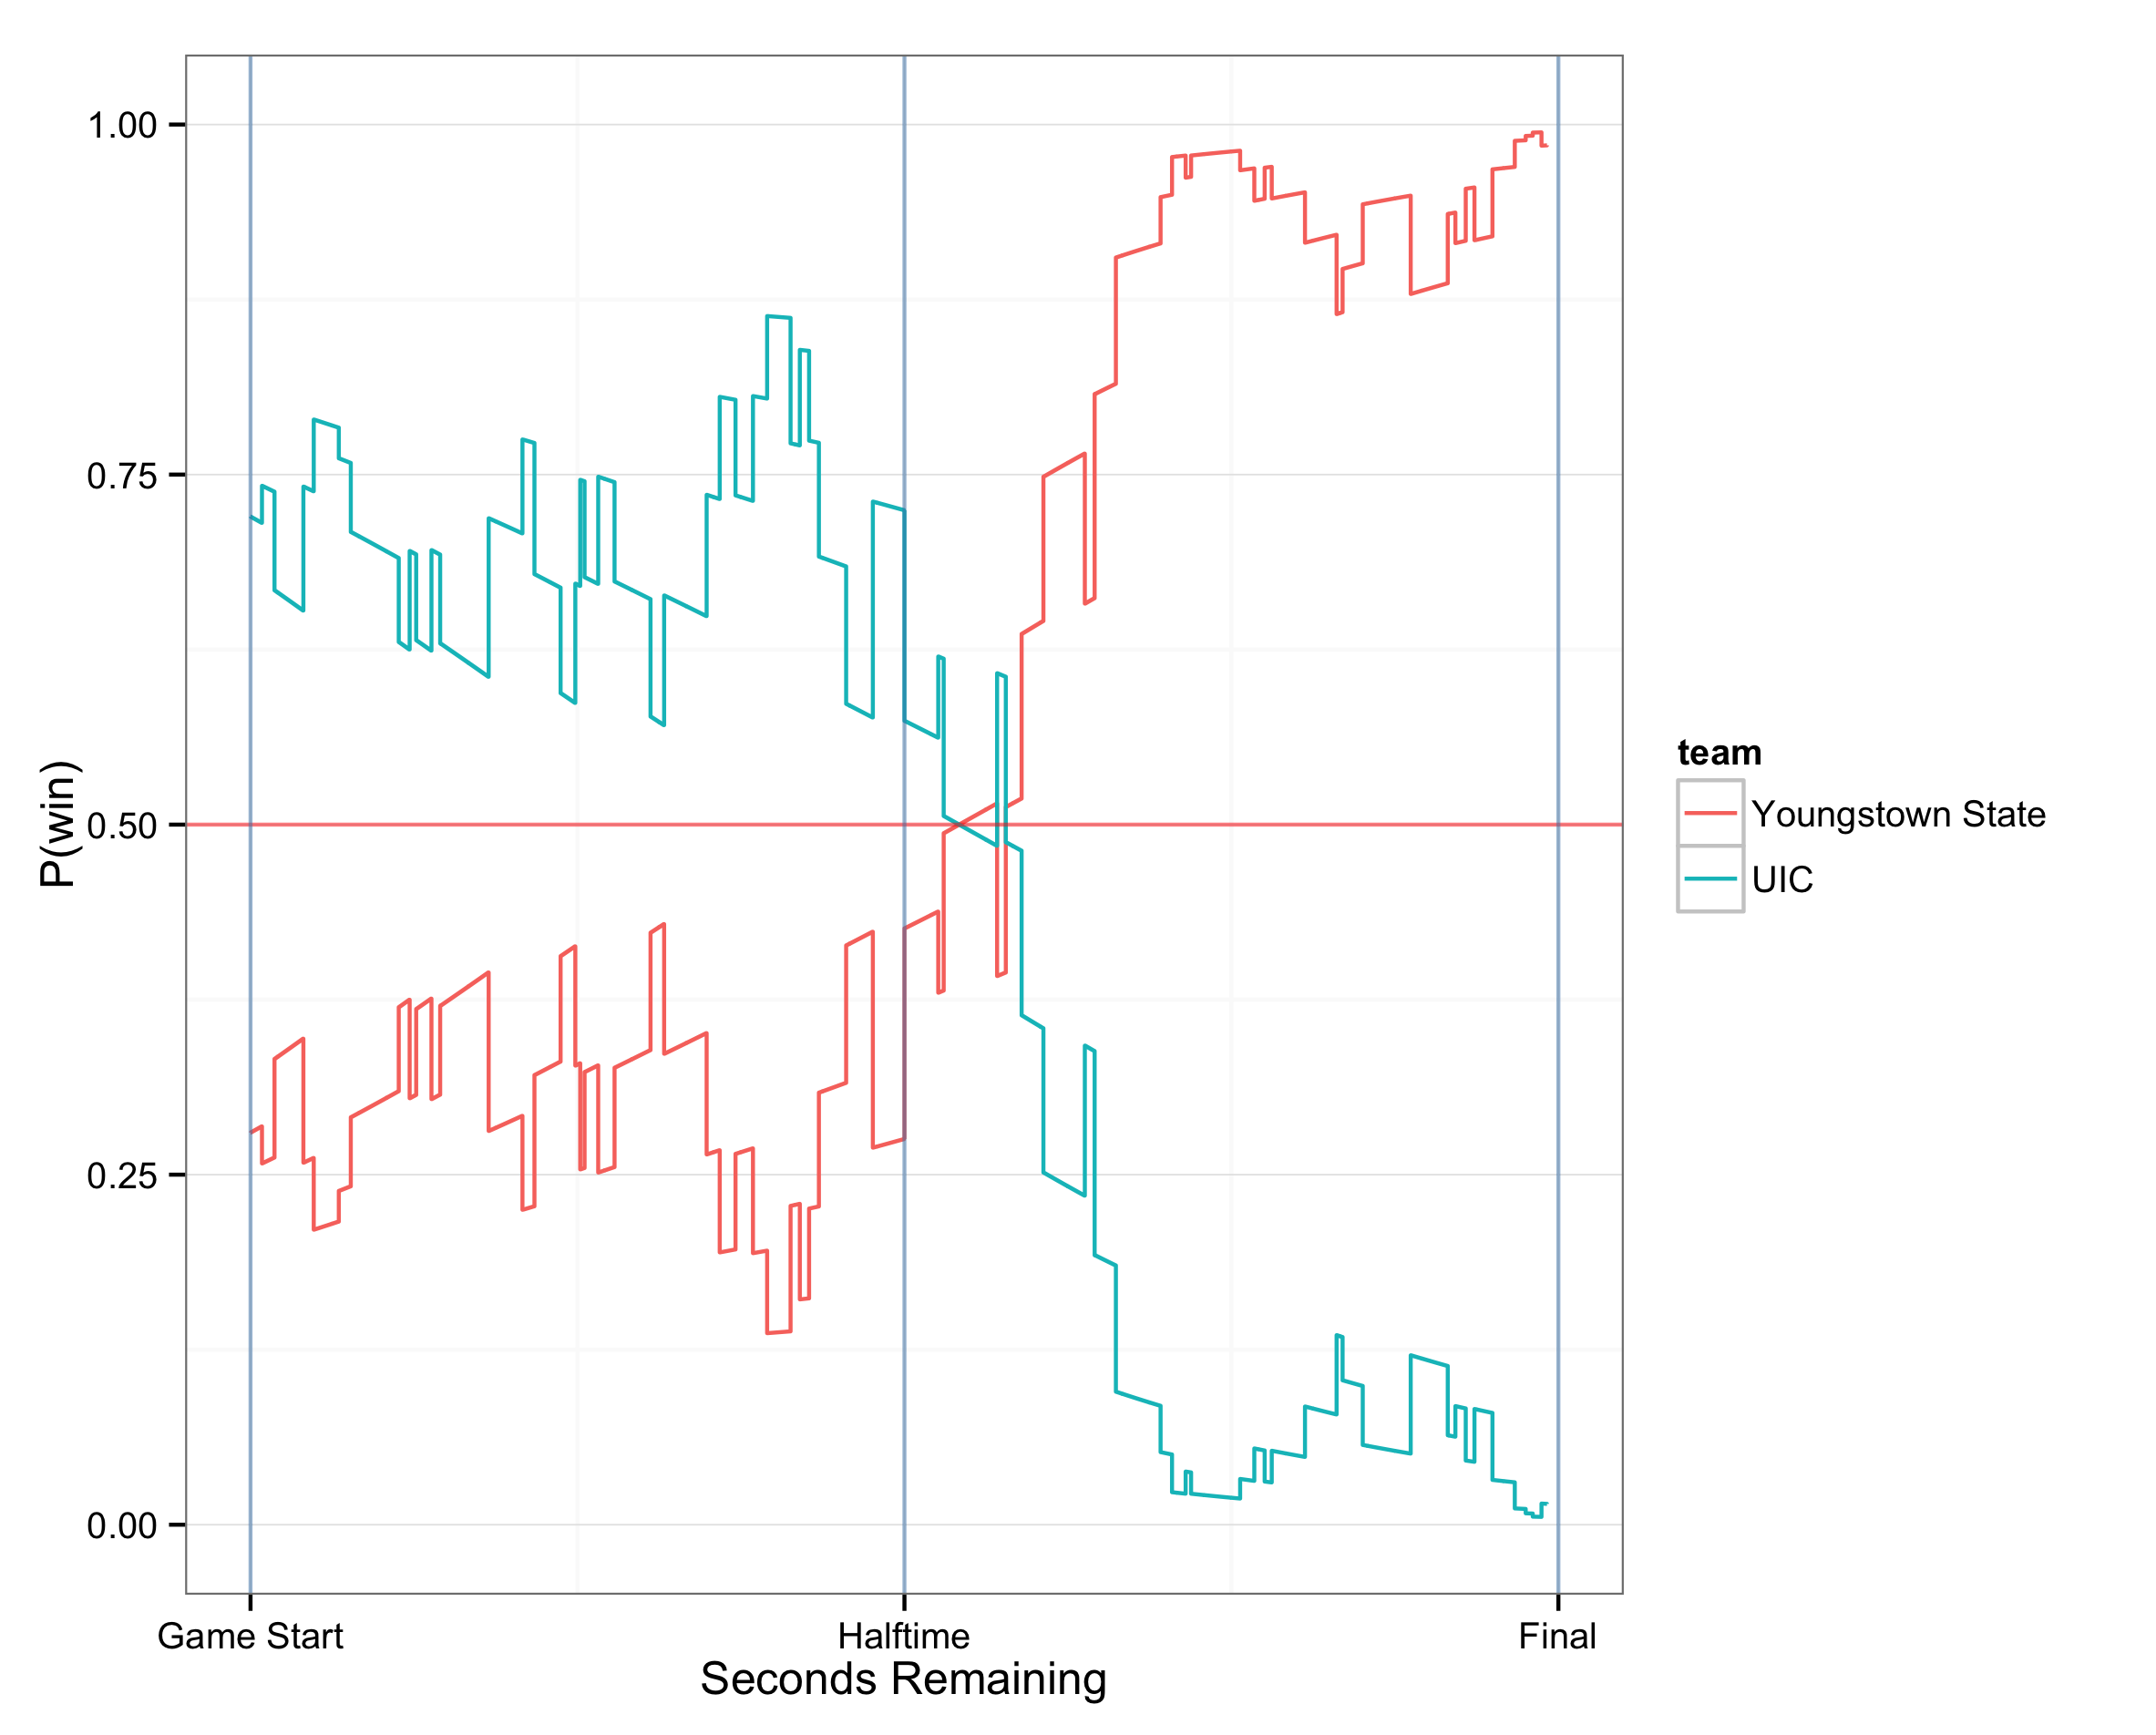 1.00
0.75
0.50
0.25
0.00
P(win)
Game Start
Halftime
Final
Seconds Remaining
team
Youngstown State
UIC